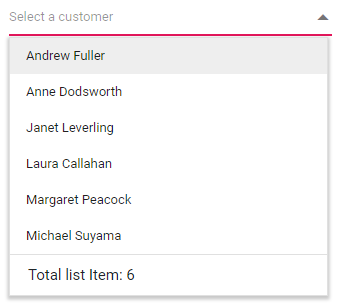 Select a customer
Andrew Fuller
Anne Dodsworth
Janet Leverling
Laura Callahan
Margaret Peacock
Michael Suyama
Total list Item: 6